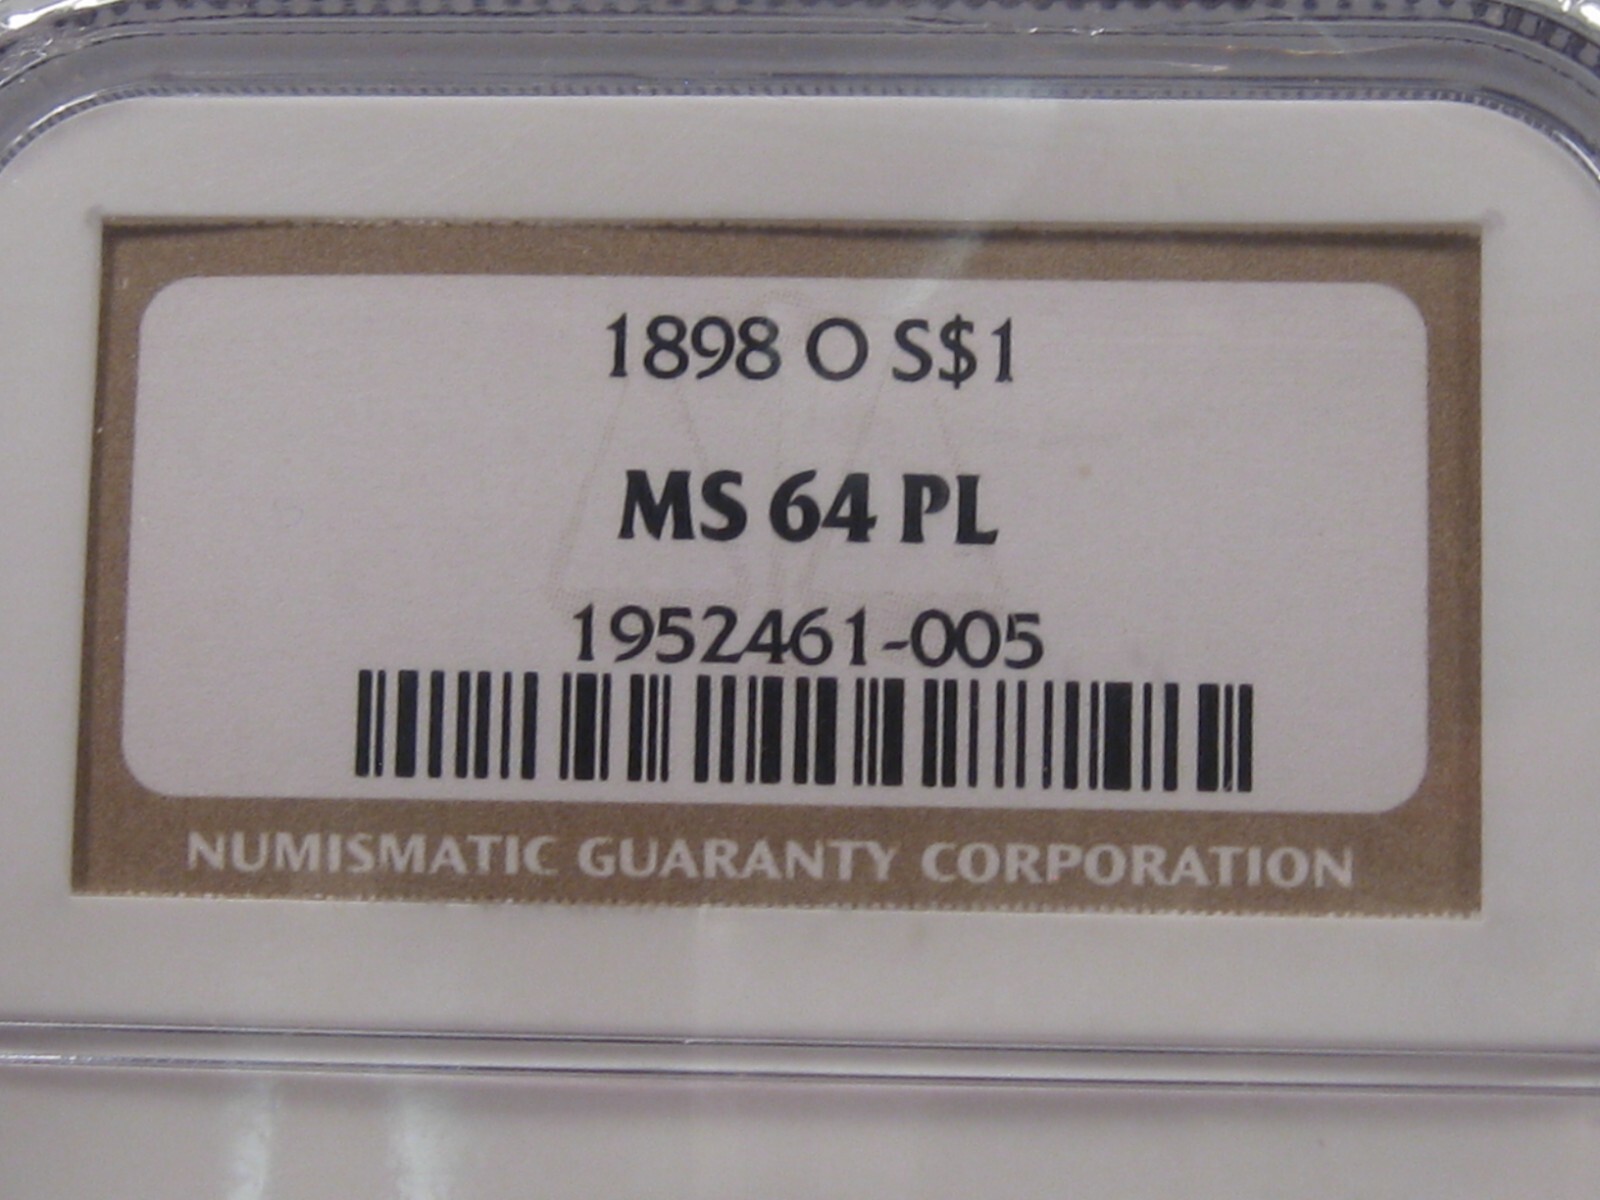 1898 O S$1
MS 64 PL
1952461-005
NUMISMATIC GUARANTY CORPORATION